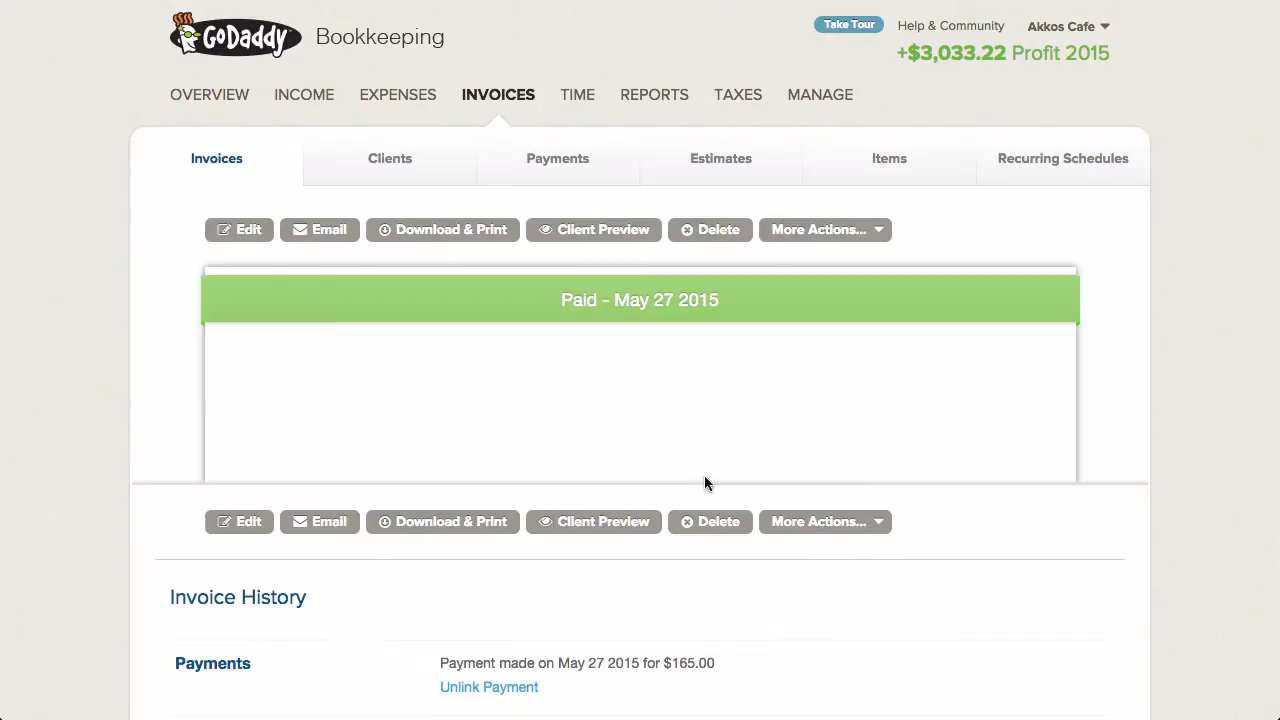 GoDaddy Bookkeeping
Take Tour Help & Community Akkos Cafe
+$3,033.22 Profit 2015
OVERVIEW INCOME EXPENSES INVOICES TIME REPORTS TAXES MANAGE
Invoices Clients Payments Estimates Items Recurring Schedules
Edit Email Download & Print Client Preview Delete More Actions...
Paid - May 27 2015
Edit Email Download & Print Client Preview Delete More Actions...
Invoice History
Payments Payment made on May 27 2015 for $165.00
Unlink Payment